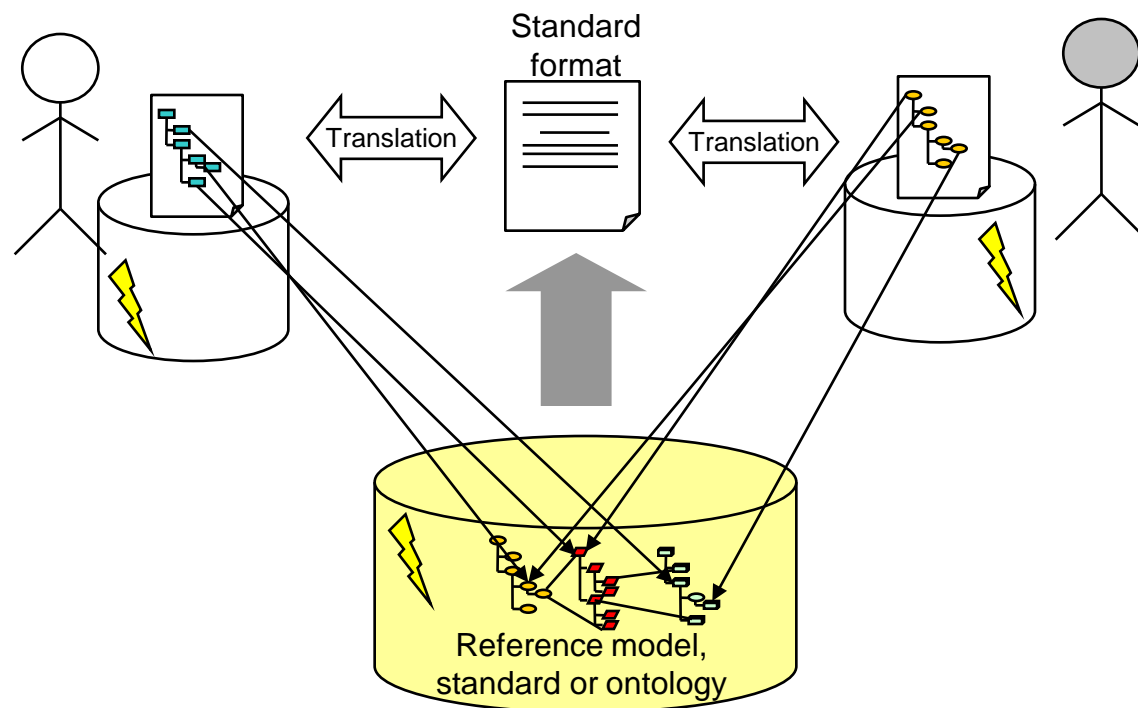 Standard
format
Translation
Translation
Reference model,
standard or ontology